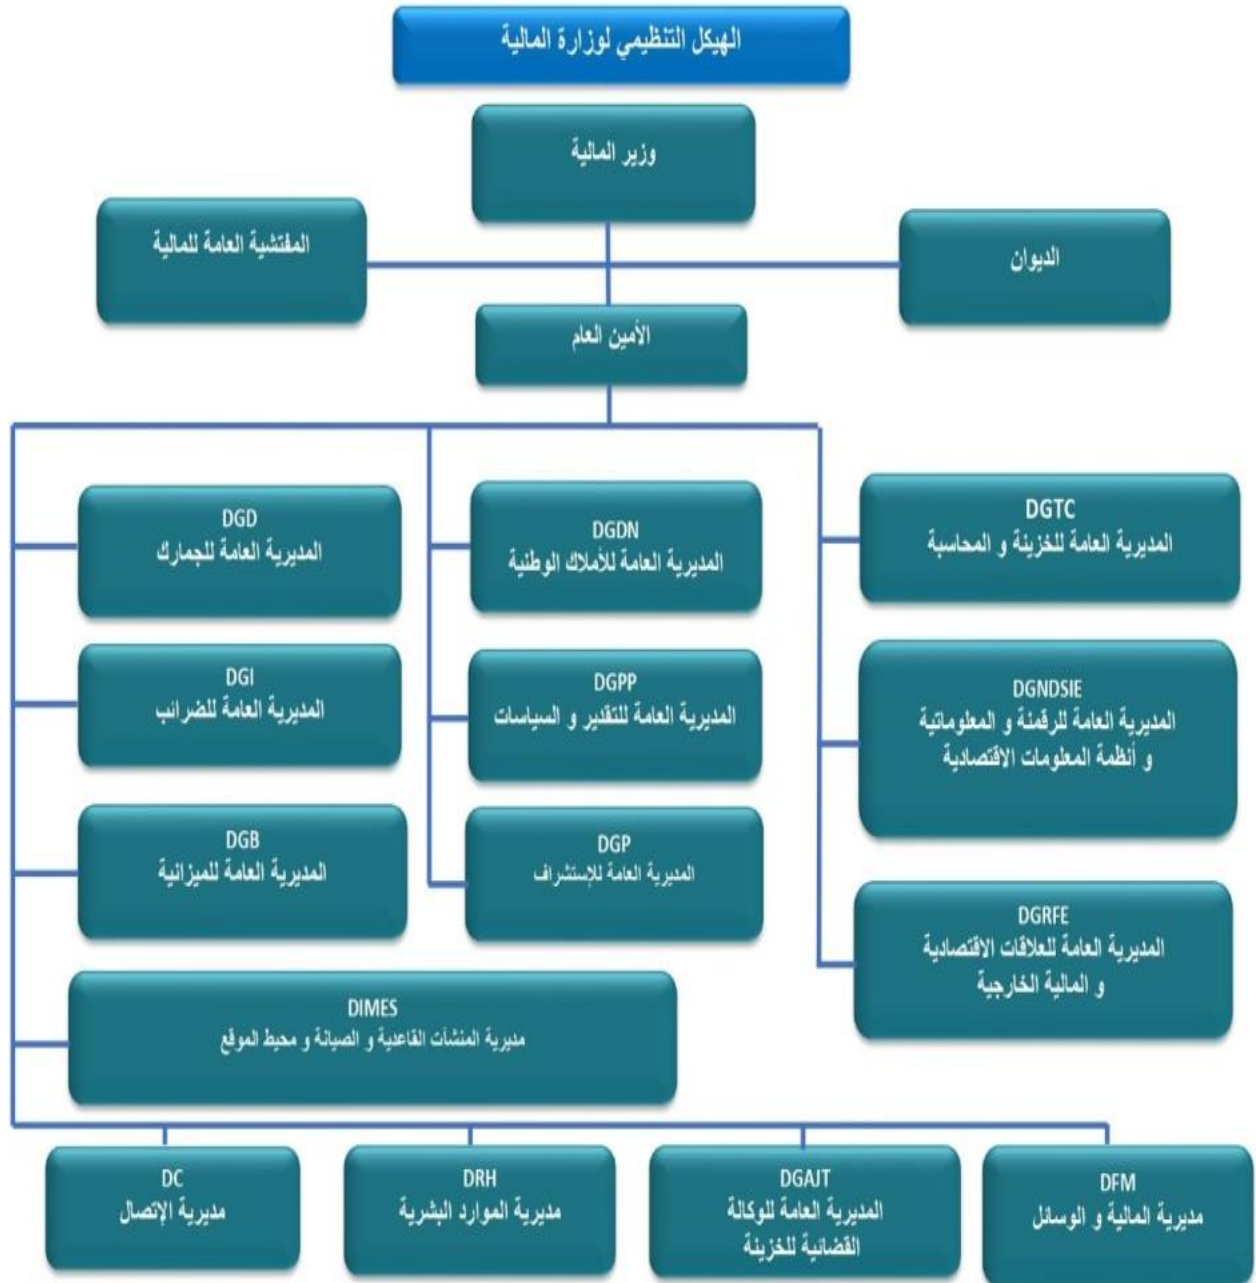 الهيكل التنظيمي لوزارة المالية
وزير المالية
الديوان
المفتشية العامة للمالية
الأمين العام
DGTC
المديرية العامة للخزينة و المحاسبة
DGDN
المديرية العامة للأملاك الوطنية
DGD
المديرية العامة للجمارك
DGNDSIE
المديرية العامة للرقمنة و المعلوماتية
و أنظمة المعلومات الاقتصادية
DGPP
المديرية العامة للتقدير و السياسات
DGI
المديرية العامة للضرائب
DGRFE
المديرية العامة للعلاقات الاقتصادية
و المالية الخارجية
DGP
المديرية العامة للإستشراف
DGB
المديرية العامة للميزانية
DIMES
مديرية المنشآت القاعدية و الصيانة و محيط الموقع
DFM
مديرية المالية و الوسائل
DGAJT
المديرية العامة للوكالة
القضائية للخزينة
DRH
مديرية الموارد البشرية
DC
مديرية الإتصال